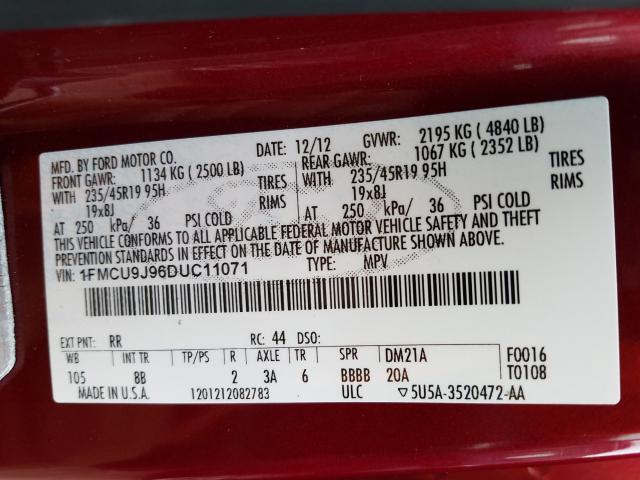 MFD. BY FORD MOTOR CO. DATE: 12/12 GVWR: 2195 KG ( 4840 LB)
FRONT GAWR: 1134 KG ( 2500 LB) REAR GAWR: 1067 KG ( 2352 LB)
WITH 235/45R19 95H TIRES WITH 235/45R19 95H TIRES
19x8J RIMS 19x8J RIMS
AT 250 kPa/ 36 PSI COLD AT 250 kPa/ 36 PSI COLD
THIS VEHICLE CONFORMS TO ALL APPLICABLE FEDERAL MOTOR VEHICLE SAFETY AND THEFT
PREVENTION STANDARDS IN EFFECT ON THE DATE OF MANUFACTURE SHOWN ABOVE.
VIN: 1FMCU9J96DUC11071 TYPE: MPV
EXT PNT: RR RC: 44 DSO:
WB INT TR TP/PS R AXLE TR SPR DM21A F0016
105 8B 2 3A 6 BBBB 20A T0108
MADE IN U.S.A. 1201212082783 ULC ▽5U5A-3520472-AA